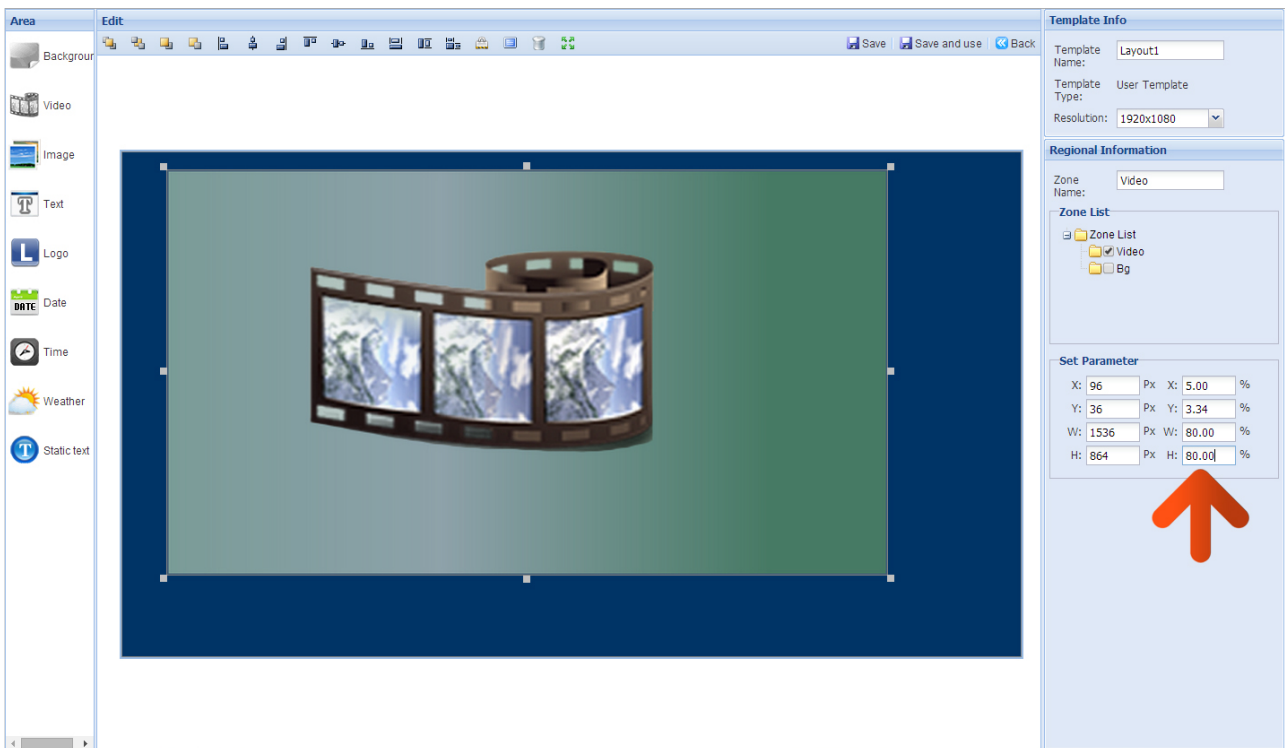 Area
Backgroun
Video
Image
Text
Logo
DATE Date
Time
Weather
Static text
Edit
Save Save and use Back
Template Info
Template Name: Layout1
Template Type: User Template
Resolution: 1920x1080
Regional Information
Zone Name: Video
Zone List
Zone List
Video
Bg
Set Parameter
X: 96 Px X: 5.00 %
Y: 36 Px Y: 3.34 %
W: 1536 Px W: 80.00 %
H: 864 Px H: 80.00 %